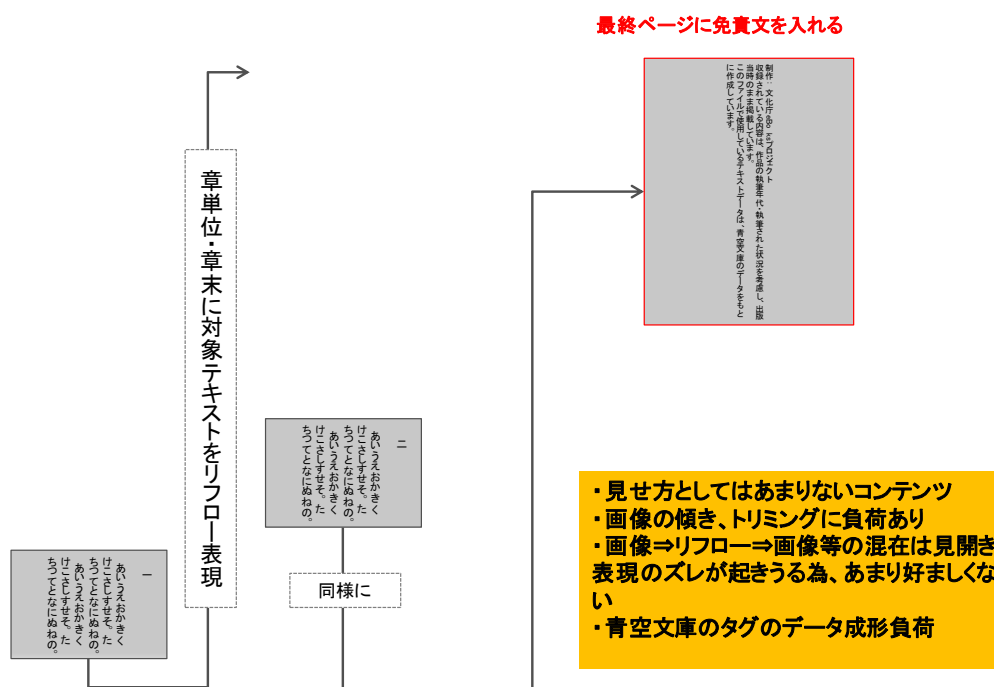 最終ページに免責文を入れる
制作：文化庁eBooksプロジェクト
収録されている内容は、作品の執筆年代・執筆された状況を考慮し、出版
当時のまま掲載しています。
このファイルで使用しているテキストデータは、青空文庫のデータをもと
に作成しています。
章単位・章末に対象テキストをリフロー表現
二
あいうえおかきく
けこさしすせそ。た
ちつてとなにぬねの。
あいうえおかきく
けこさしすせそ。た
ちつてとなにぬねの。
同様に
一
あいうえおかきく
けこさしすせそ。た
ちつてとなにぬねの。
あいうえおかきく
けこさしすせそ。た
ちつてとなにぬねの。
・見せ方としてはあまりないコンテンツ
・画像の傾き、トリミングに負荷あり
・画像⇒リフロー⇒画像等の混在は見開き
表現のズレが起きうる為、あまり好ましくな
い
・青空文庫のタグのデータ成形負荷